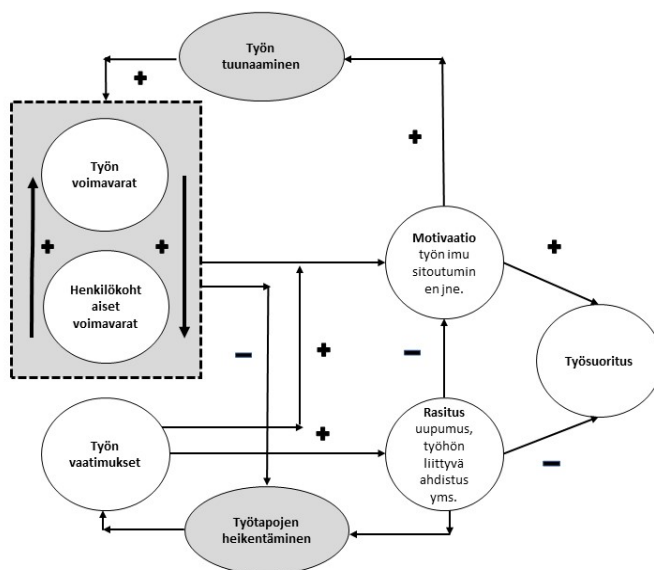 Työn
tuunaaminen
+
Työn
voimavarat
+
+
+
Henkilökoht
aiset
voimavarat
Motivaatio
työn imu
sitoutumin
en jne.
+
Työsuoritus
−
+
−
Työn
vaatimukset
+
Rasitus
uupumus,
työhön
liittyvä
ahdistus
yms.
−
Työtapojen
heikentäminen